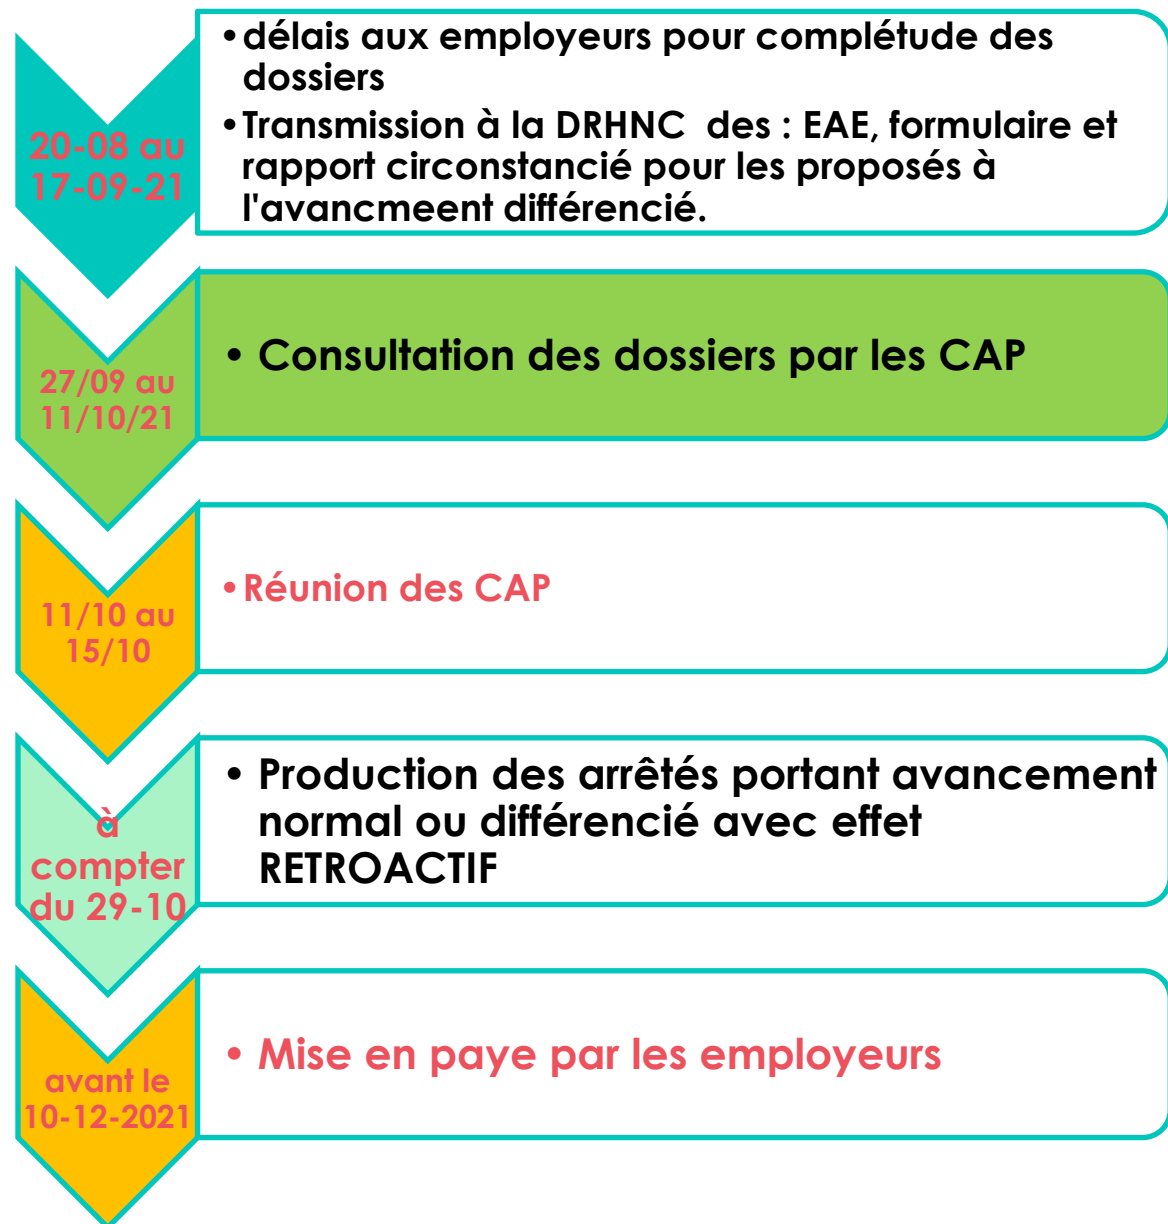 20-08 au
17-09-21
•délais aux employeurs pour complétude des
dossiers
•Transmission à la DRHNC des : EAE, formulaire et
rapport circonstancié pour les proposés à
l'avancmeent différencié.
27/09 au
11/10/21
• Consultation des dossiers par les CAP
11/10 au
15/10
•Réunion des CAP
à
compter
du 29-10
• Production des arrêtés portant avancement
normal ou différencié avec effet
RETROACTIF
avant le
10-12-2021
• Mise en paye par les employeurs